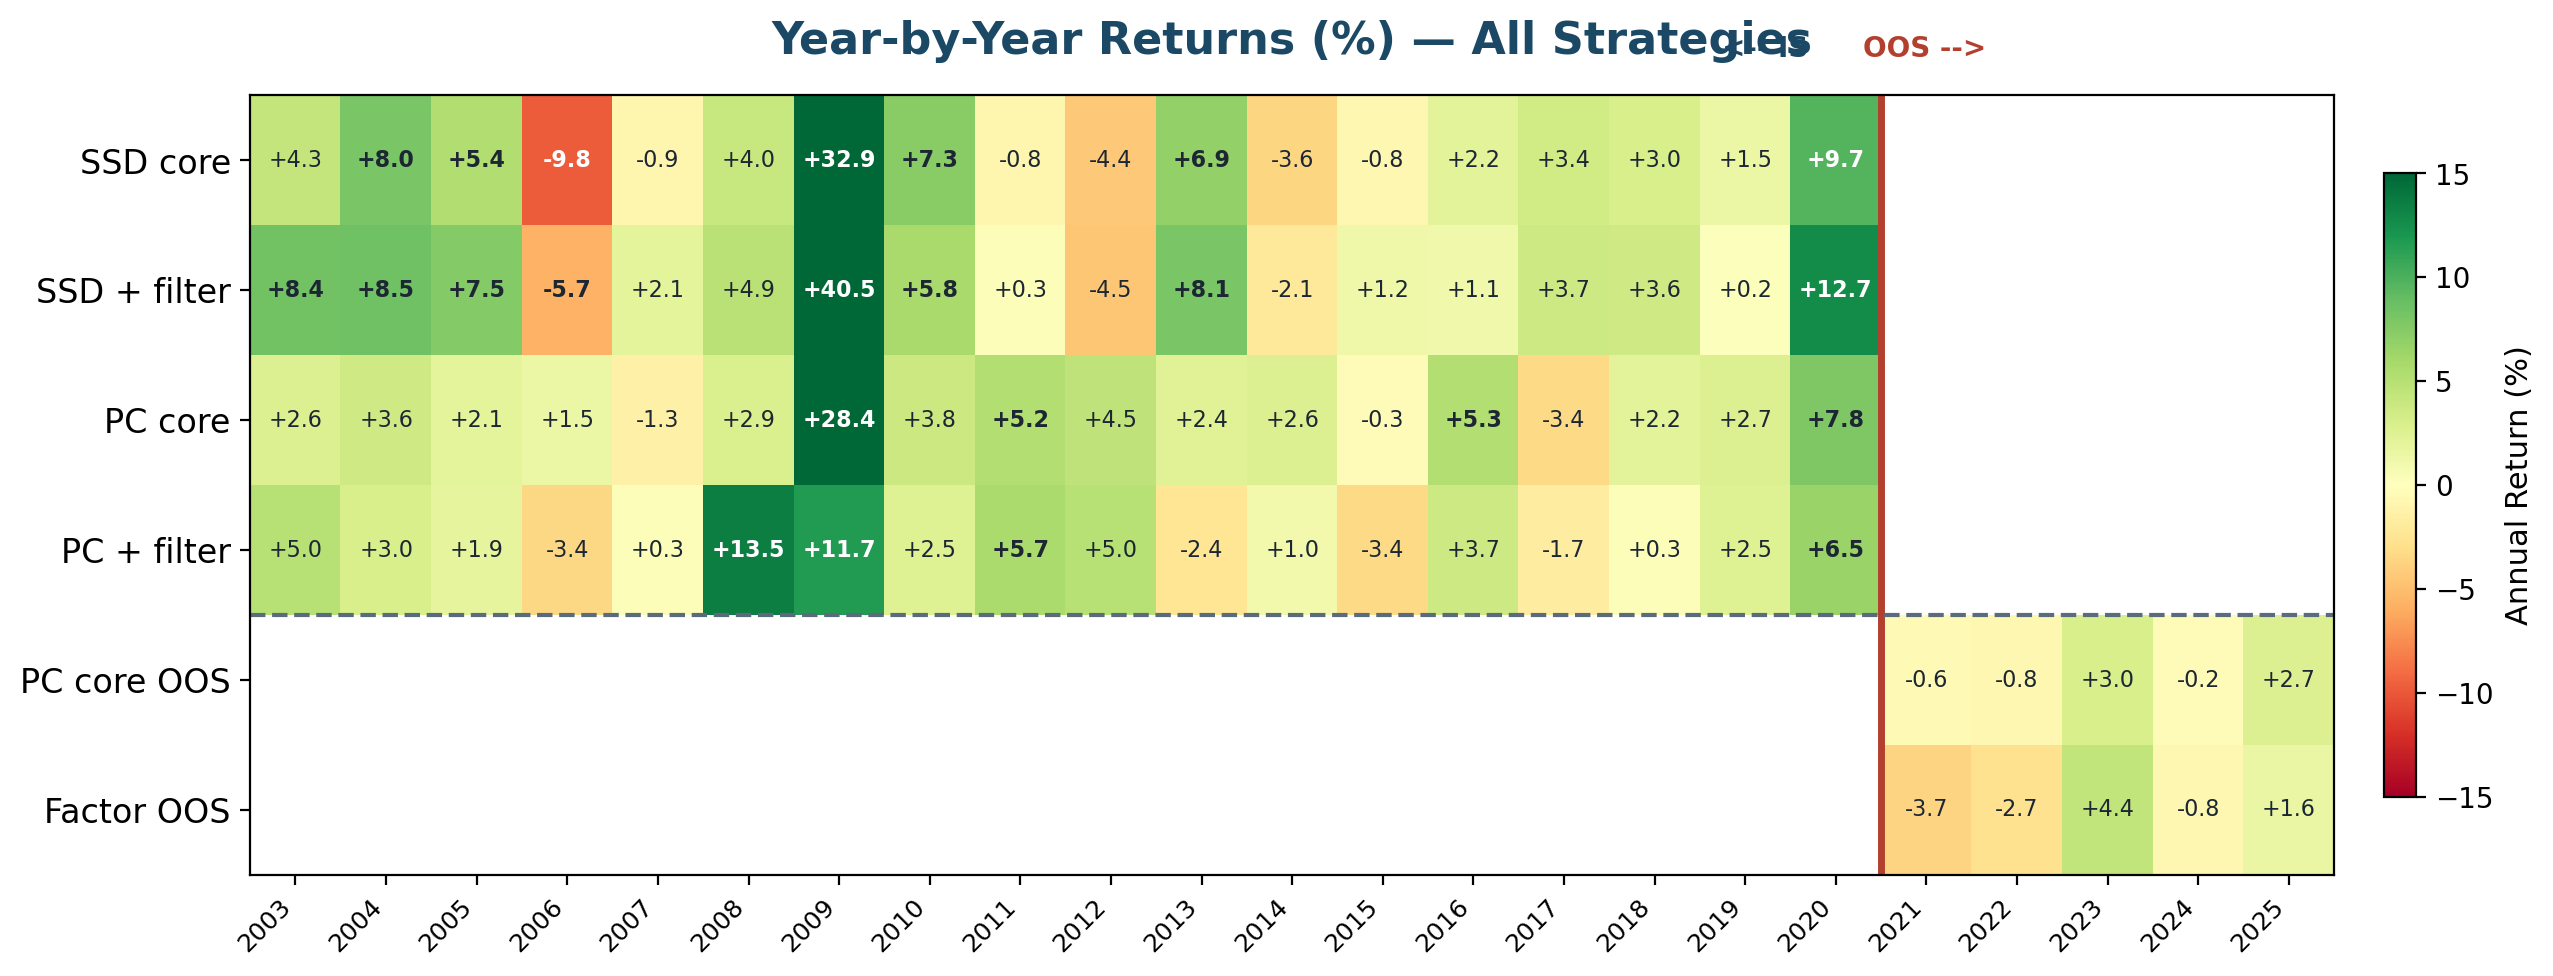 Year-by-Year Returns (%) — All Strategies
<-- IS OOS -->
SSD core +4.3 +8.0 +5.4 -9.8 -0.9 +4.0 +32.9 +7.3 -0.8 -4.4 +6.9 -3.6 -0.8 +2.2 +3.4 +3.0 +1.5 +9.7
SSD + filter +8.4 +8.5 +7.5 -5.7 +2.1 +4.9 +40.5 +5.8 +0.3 -4.5 +8.1 -2.1 +1.2 +1.1 +3.7 +3.6 +0.2 +12.7
PC core +2.6 +3.6 +2.1 +1.5 -1.3 +2.9 +28.4 +3.8 +5.2 +4.5 +2.4 +2.6 -0.3 +5.3 -3.4 +2.2 +2.7 +7.8
PC + filter +5.0 +3.0 +1.9 -3.4 +0.3 +13.5 +11.7 +2.5 +5.7 +5.0 -2.4 +1.0 -3.4 +3.7 -1.7 +0.3 +2.5 +6.5
PC core OOS -0.6 -0.8 +3.0 -0.2 +2.7
Factor OOS -3.7 -2.7 +4.4 -0.8 +1.6
2003 2004 2005 2006 2007 2008 2009 2010 2011 2012 2013 2014 2015 2016 2017 2018 2019 2020 2021 2022 2023 2024 2025
15
10
5
0
−5
−10
−15
Annual Return (%)